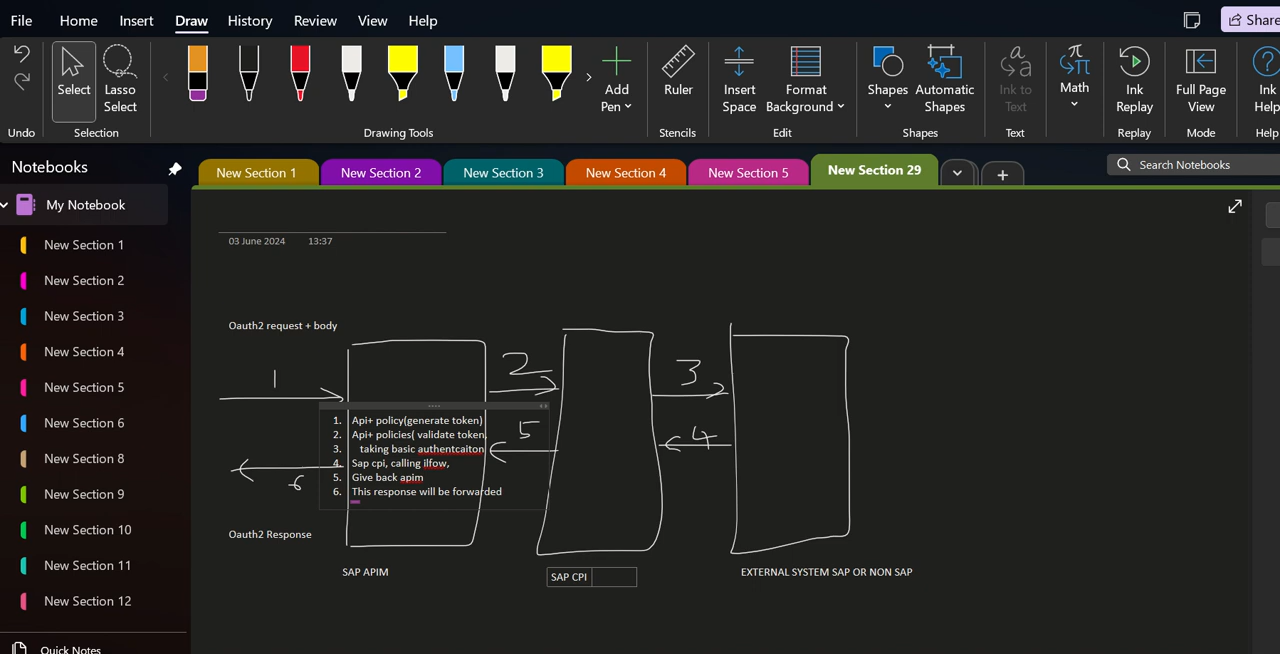 File Home Insert Draw History Review View Help
Share
Select
Lasso Select
Add Pen
Ruler
Insert Space
Format Background
Shapes
Automatic Shapes
Ink to Text
Math
Ink Replay
Full Page View
Ink Help
Undo Selection Drawing Tools Stencils Edit Shapes Text Replay Mode Help
Notebooks
New Section 1 New Section 2 New Section 3 New Section 4 New Section 5 New Section 29
Search Notebooks
My Notebook
New Section 1
New Section 2
New Section 3
New Section 4
New Section 5
New Section 6
New Section 8
New Section 9
New Section 10
New Section 11
New Section 12
Quick Notes
03 June 2024 13:37
Oauth2 request + body
1
2
3
4
5
6
1. Api+ policy(generate token)
2. Api+ policies( validate token,
3. taking basic authentcaiton
4. Sap cpi, calling ilfow,
5. Give back apim
6. This response will be forwarded
Oauth2 Response
SAP APIM
SAP CPI
EXTERNAL SYSTEM SAP OR NON SAP